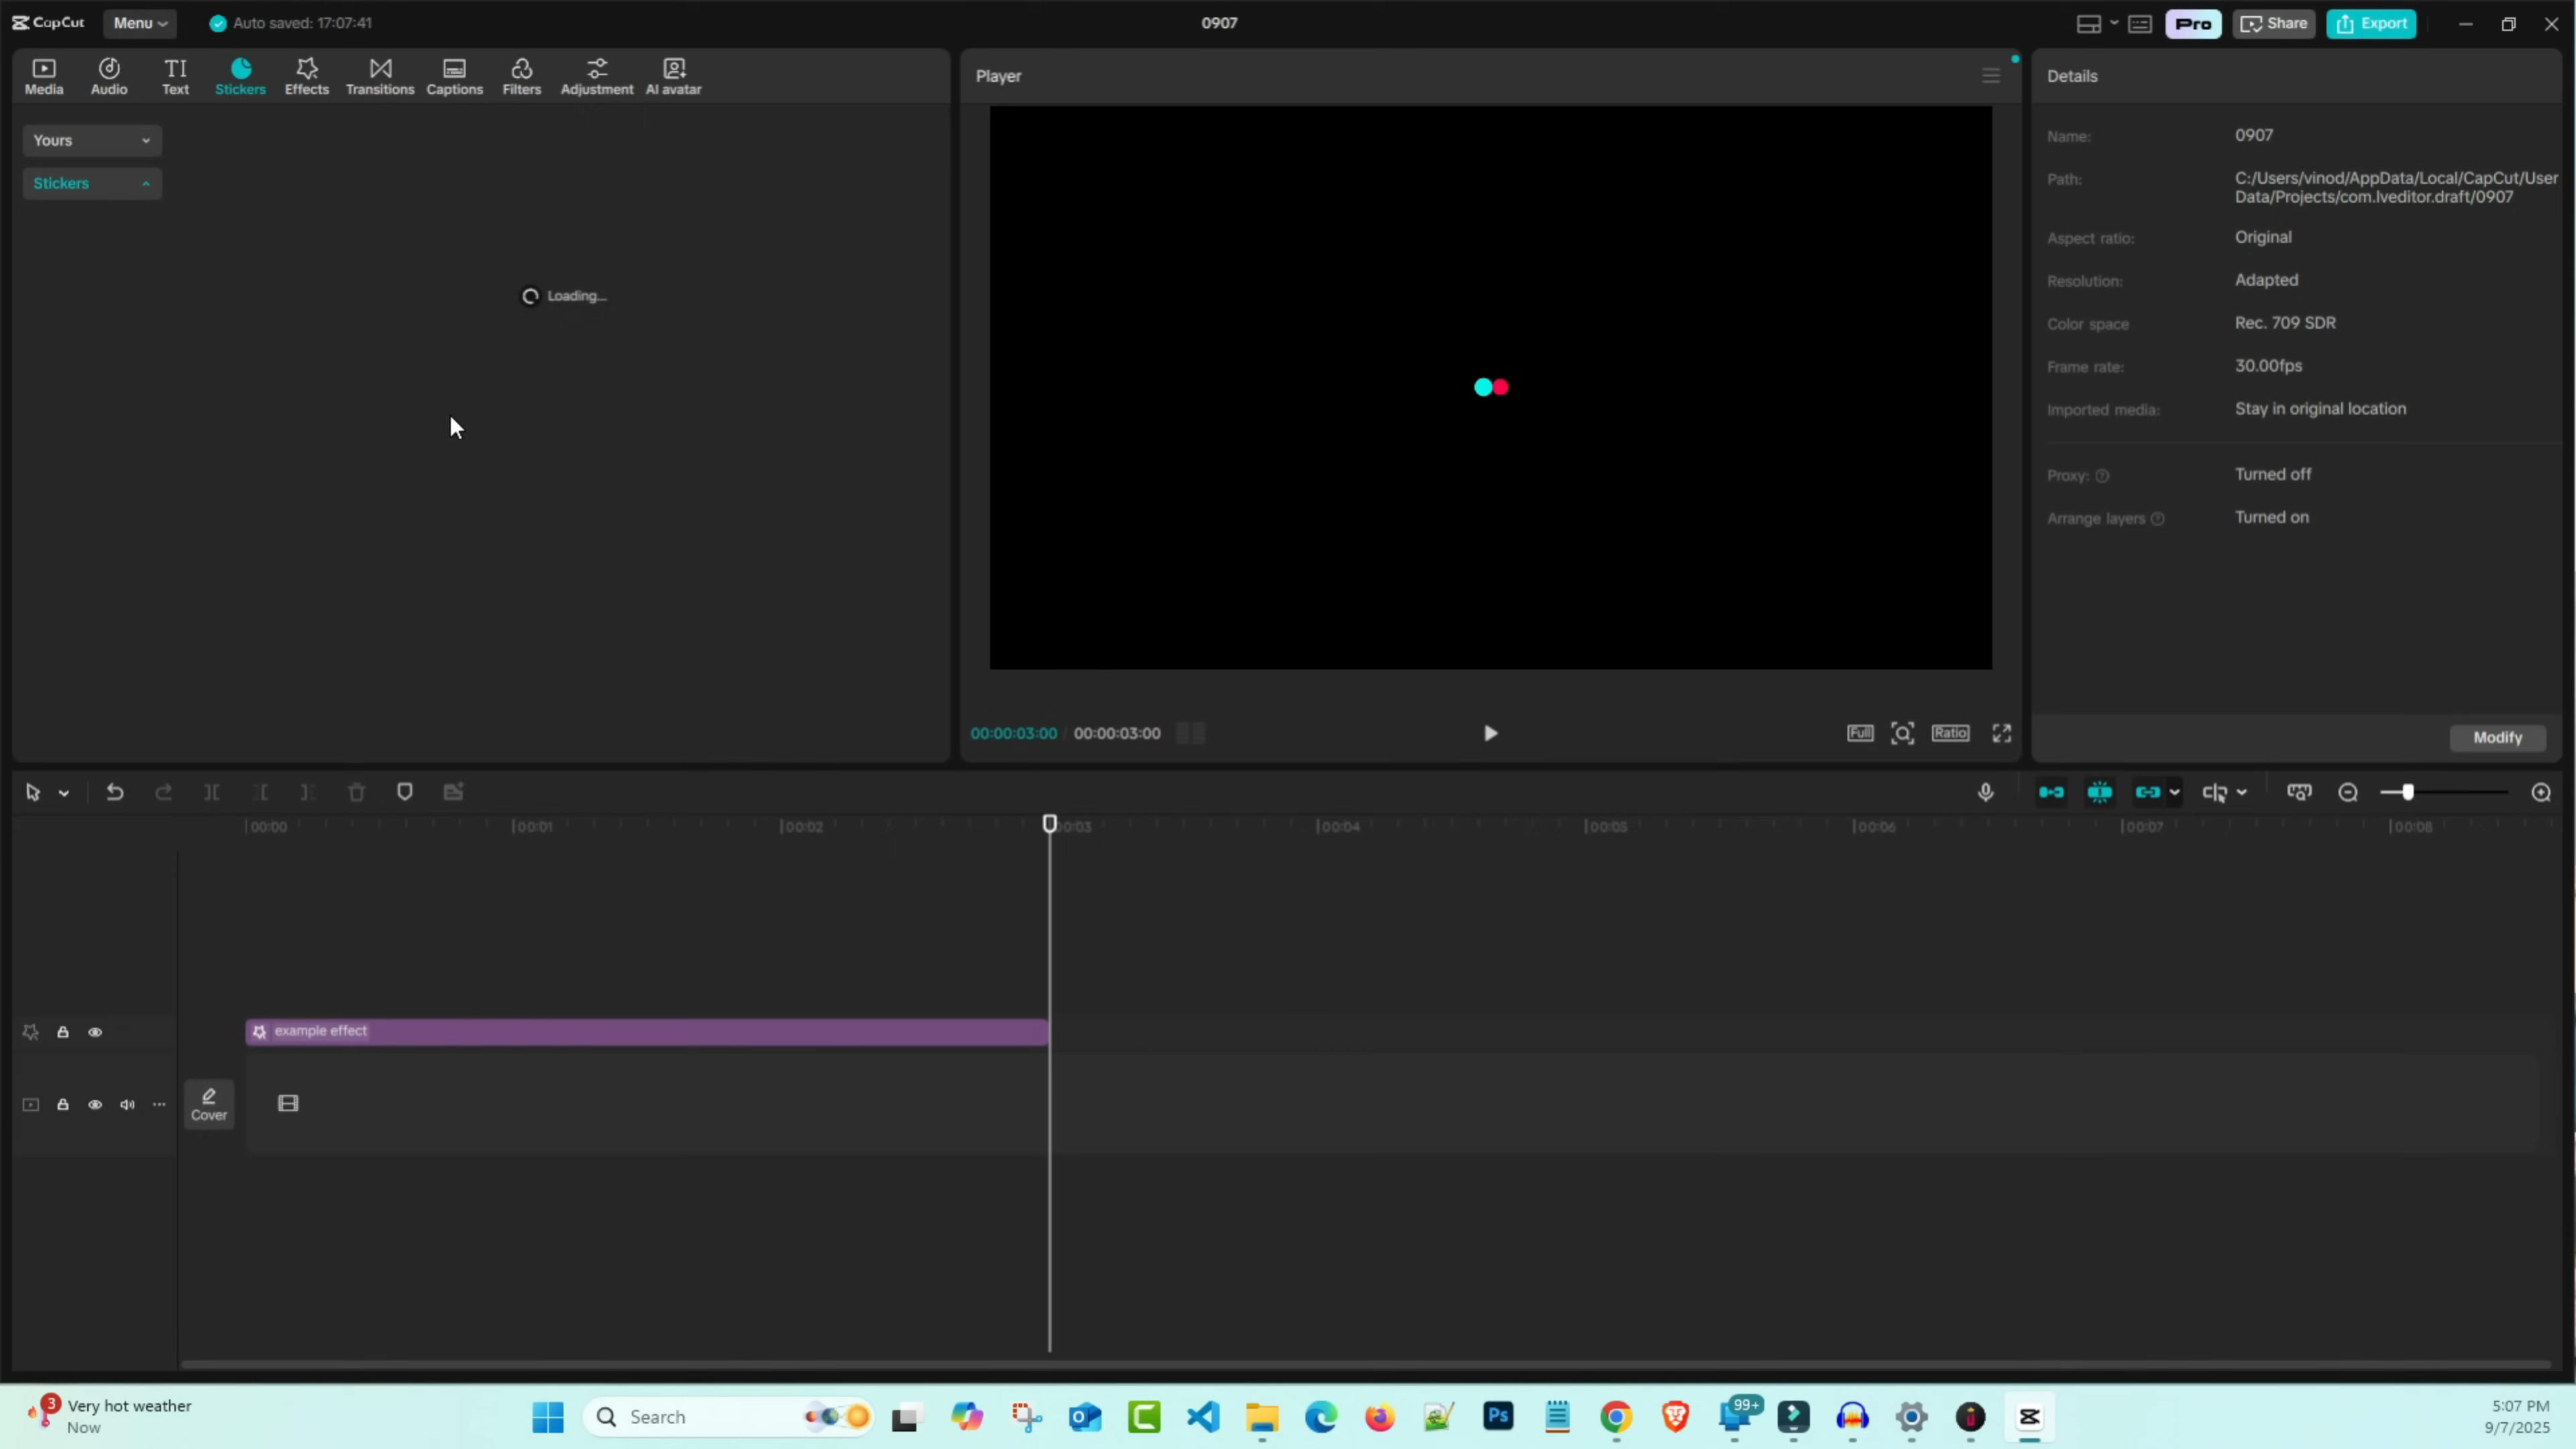 CapCut
Menu
Auto saved: 17:07:41
0907
Pro
Share
Export
Media
Audio
TI
Text
Stickers
Effects
Transitions
Captions
Filters
Adjustment
AI avatar
Yours
Stickers
Loading...
Player
00:00:03:00 / 00:00:03:00
Full
Ratio
Details
Name: 0907
Path: C:/Users/vinod/AppData/Local/CapCut/User
Data/Projects/com.lveditor.draft/0907
Aspect ratio: Original
Resolution: Adapted
Color space Rec. 709 SDR
Frame rate: 30.00fps
Imported media: Stay in original location
Proxy: ? Turned off
Arrange layers ? Turned on
Modify
00:00 00:01 00:02 00:03 00:04 00:05 00:06 00:07 00:08
example effect
Cover
3
Very hot weather
Now
Search
Ps
99+
5:07 PM
9/7/2025